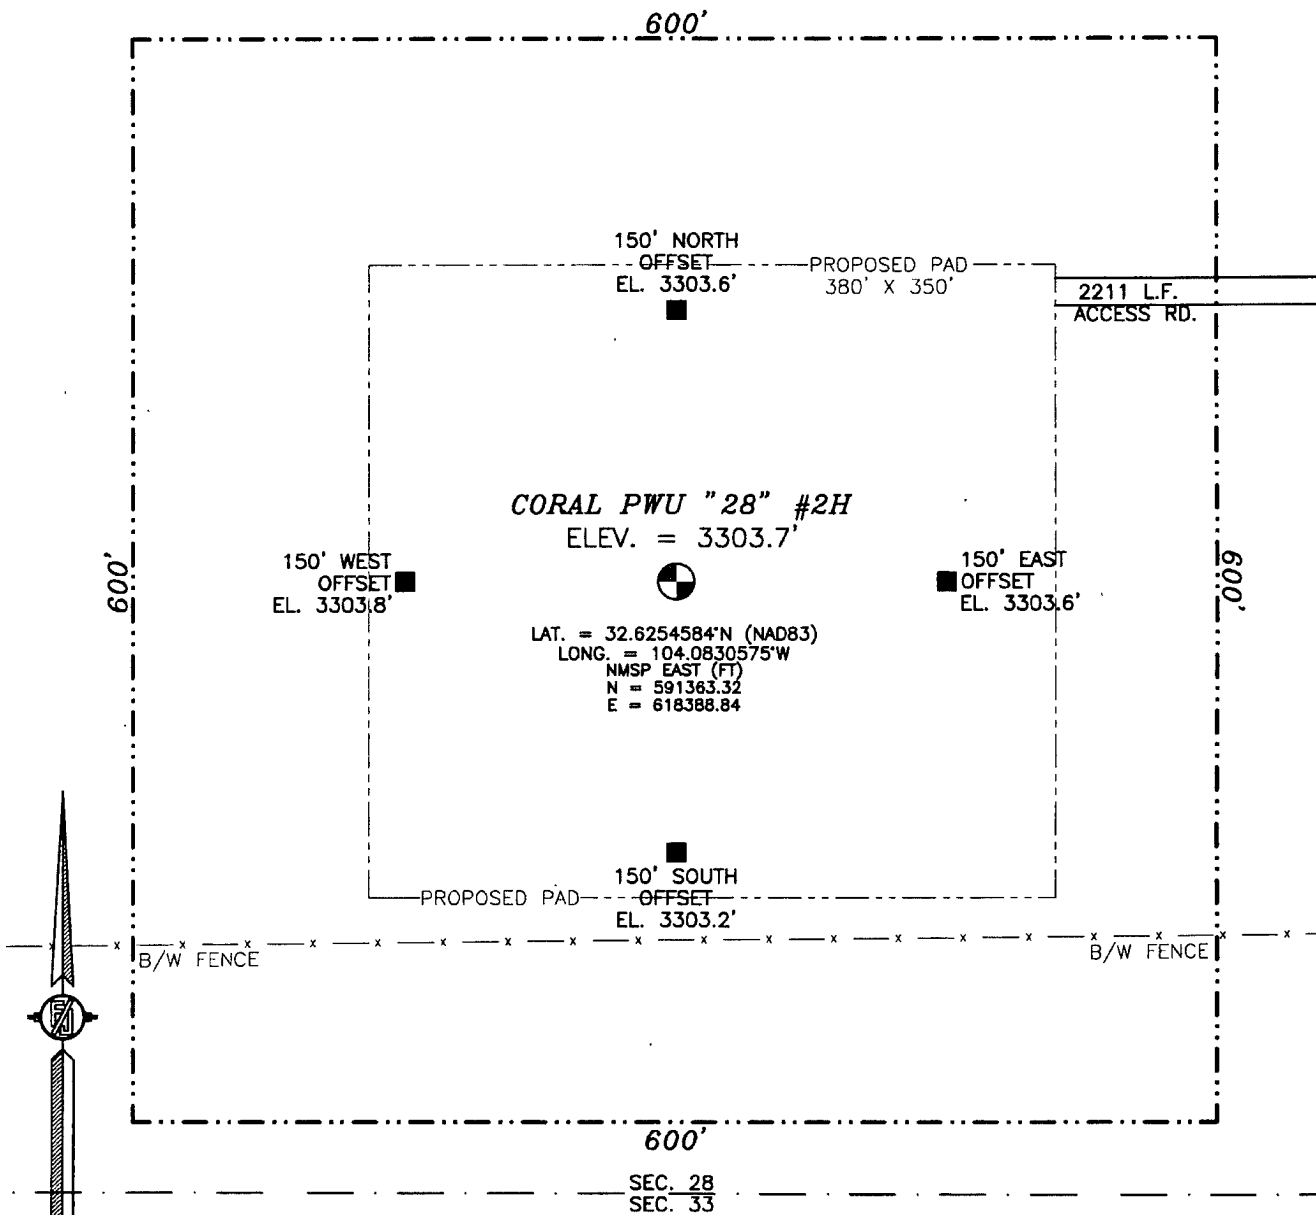 600'
150' NORTH
OFFSET
EL. 3303.6'
PROPOSED PAD
380' X 350'
2211 L.F.
ACCESS RD.
CORAL PWU "28" #2H
ELEV. = 3303.7'
600'
150' WEST
OFFSET
EL. 3303.8'
150' EAST
OFFSET
EL. 3303.6'
600'
LAT. = 32.6254584°N (NAD83)
LONG. = 104.0830575°W
NMSP EAST (FT)
N = 591363.32
E = 618388.84
150' SOUTH
OFFSET
EL. 3303.2'
PROPOSED PAD
B/W FENCE
B/W FENCE
600'
SEC. 28
SEC. 33